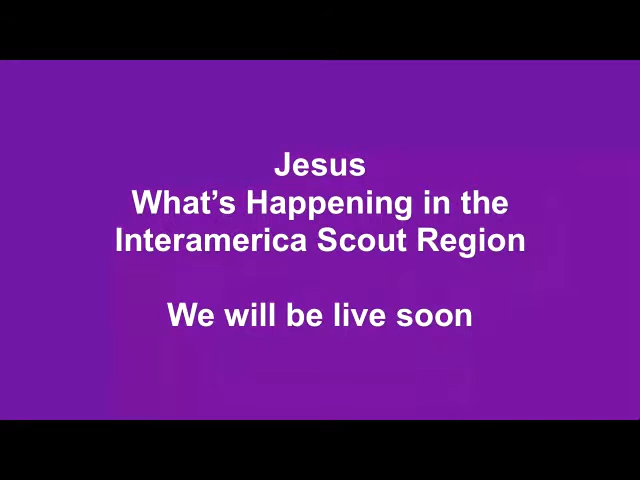 Jesus
What’s Happening in the
Interamerica Scout Region
We will be live soon